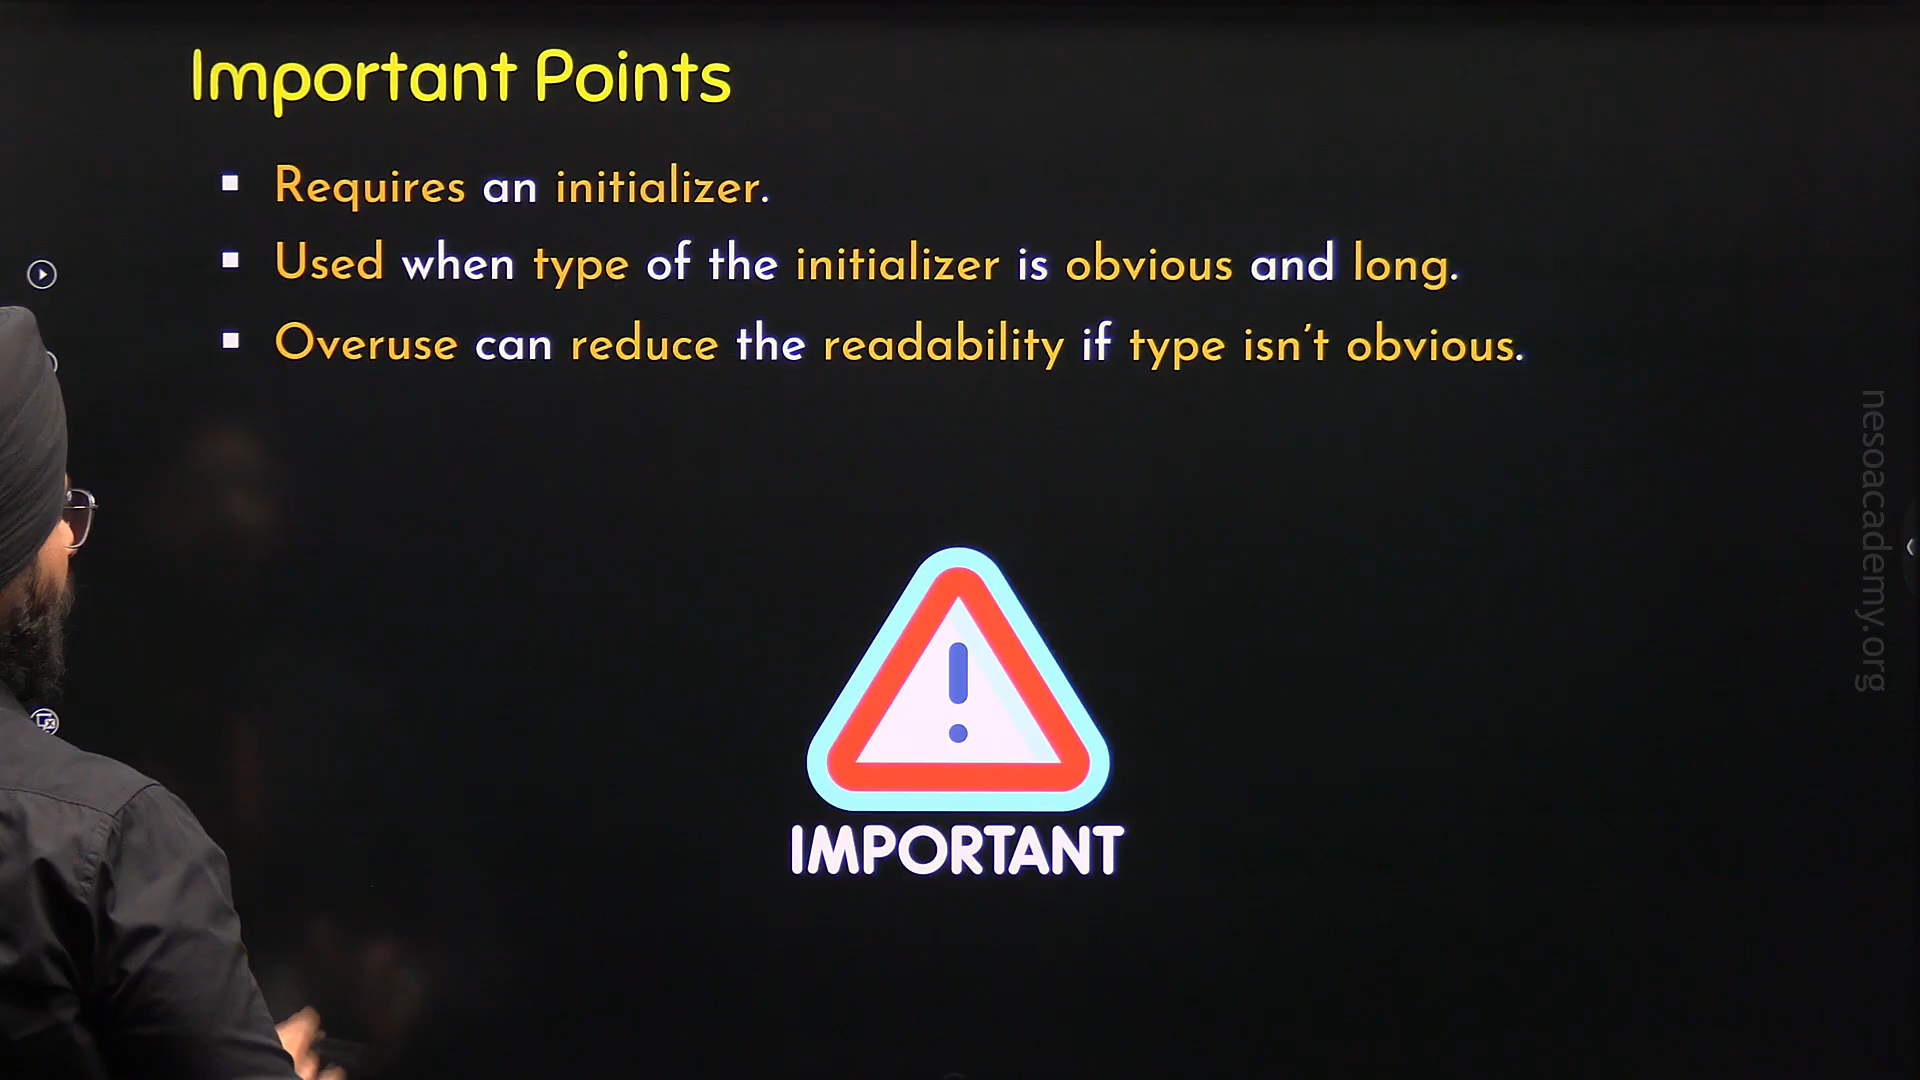 Important Points
▪ Requires an initializer.
▪ Used when type of the initializer is obvious and long.
▪ Overuse can reduce the readability if type isn’t obvious.
IMPORTANT
nesoacademy.org